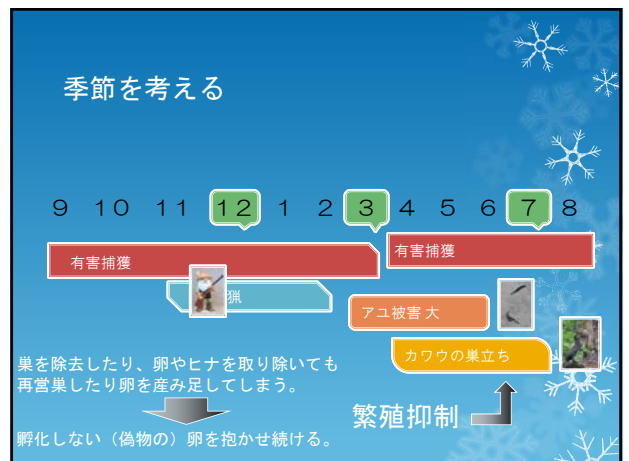 季節を考える
9 10 11 12 1 2 3 4 5 6 7 8
有害捕獲
有害捕獲
猟
アユ被害 大
カワウの巣立ち
巣を除去したり、卵やヒナを取り除いても
再営巣したり卵を産み足してしまう。
繁殖抑制
孵化しない（偽物の）卵を抱かせ続ける。